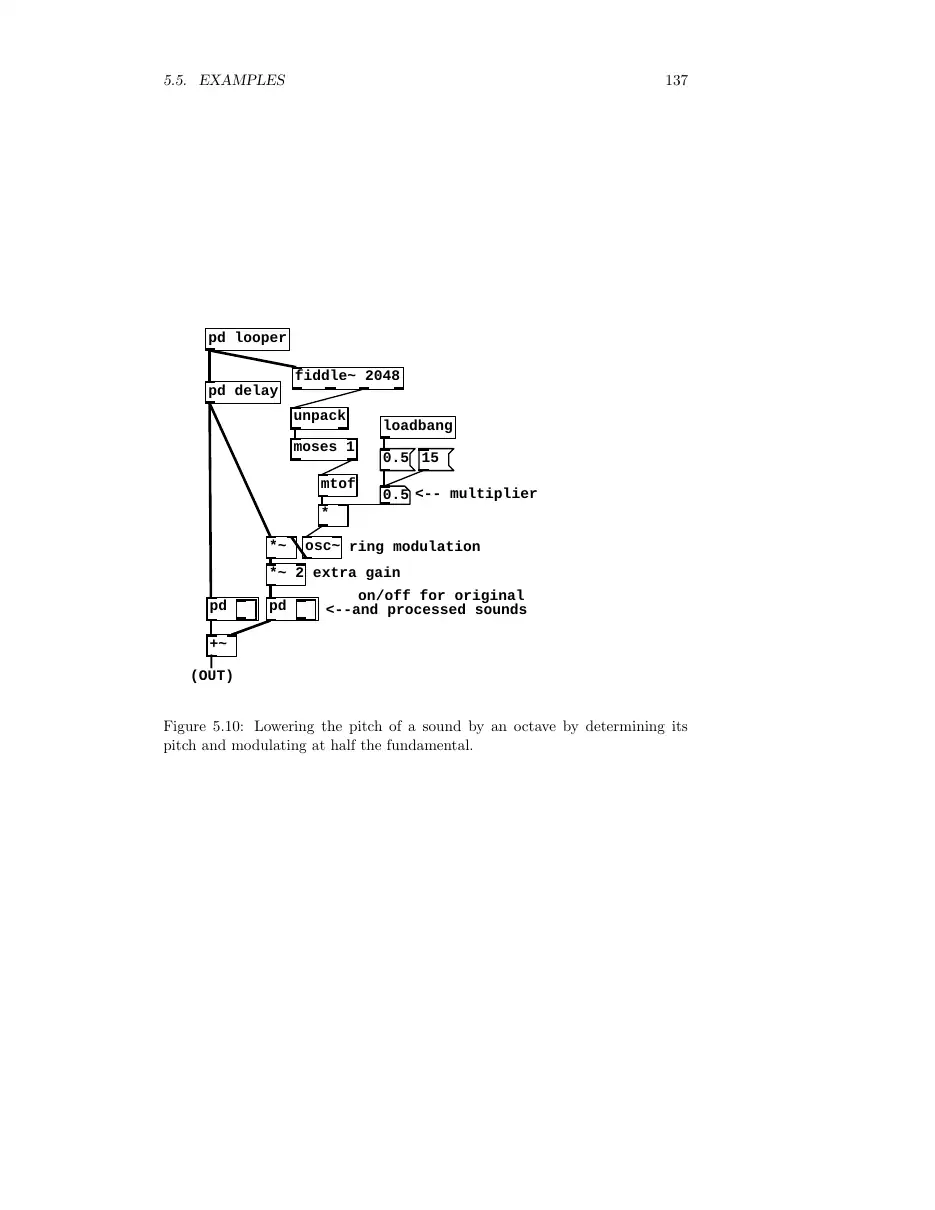 5.5. EXAMPLES 137
pd looper
fiddle~ 2048
pd delay
unpack
loadbang
moses 1
0.5 15
mtof
0.5 <-- multiplier
*
*~ osc~ ring modulation
*~ 2 extra gain
on/off for original
pd pd <--and processed sounds
+~
(OUT)
Figure 5.10: Lowering the pitch of a sound by an octave by determining its
pitch and modulating at half the fundamental.